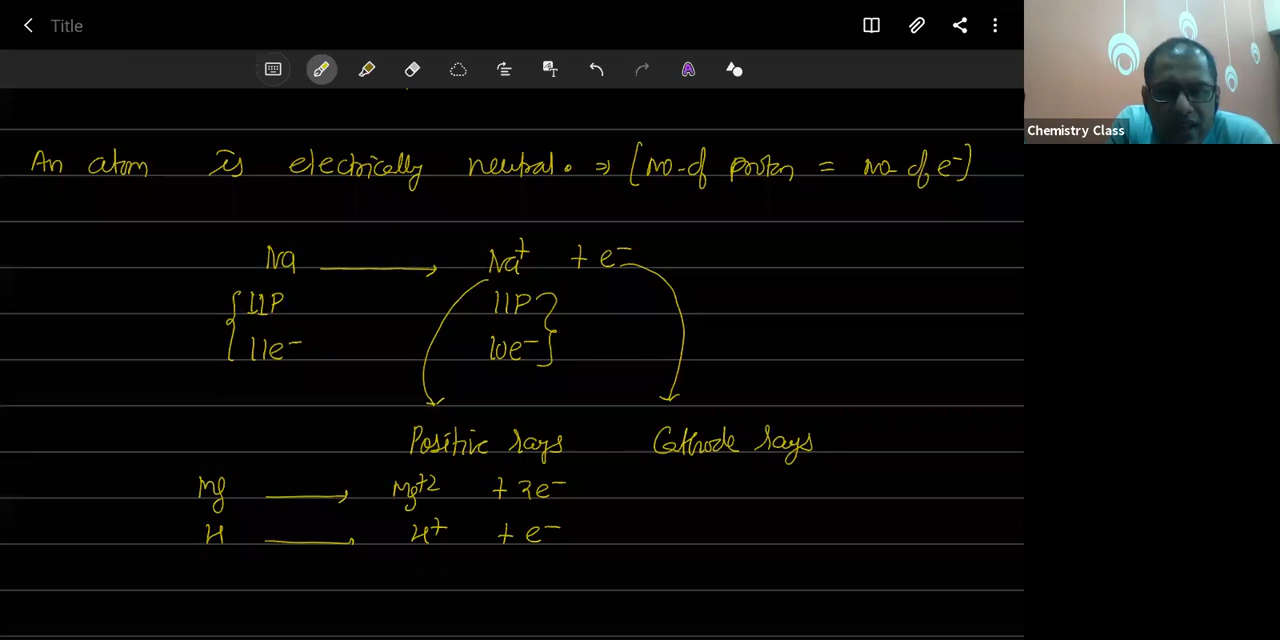 Title
Chemistry Class
An atom is electrically neutral. ⇒ [no. of proton = no of e⁻]
Na ⟶ Na⁺ + e⁻
{ 11P 11P }
{ 11e⁻ 10e⁻ }
Positive rays Cathode rays
Mg ⟶ Mg⁺² + 2e⁻
H ⟶ H⁺ + e⁻